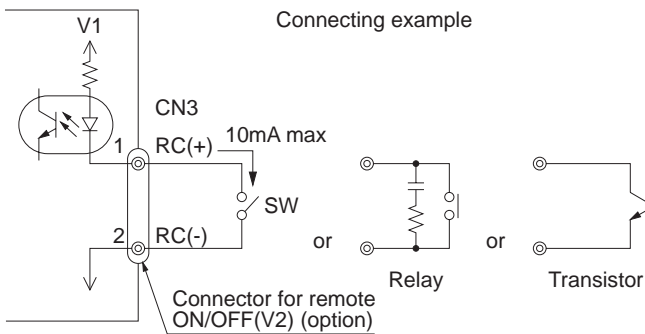 Connecting example
V1
CN3
10mA max
1 RC(+)
SW
2 RC(-)
or
or
Relay
Transistor
Connector for remote
ON/OFF(V2) (option)